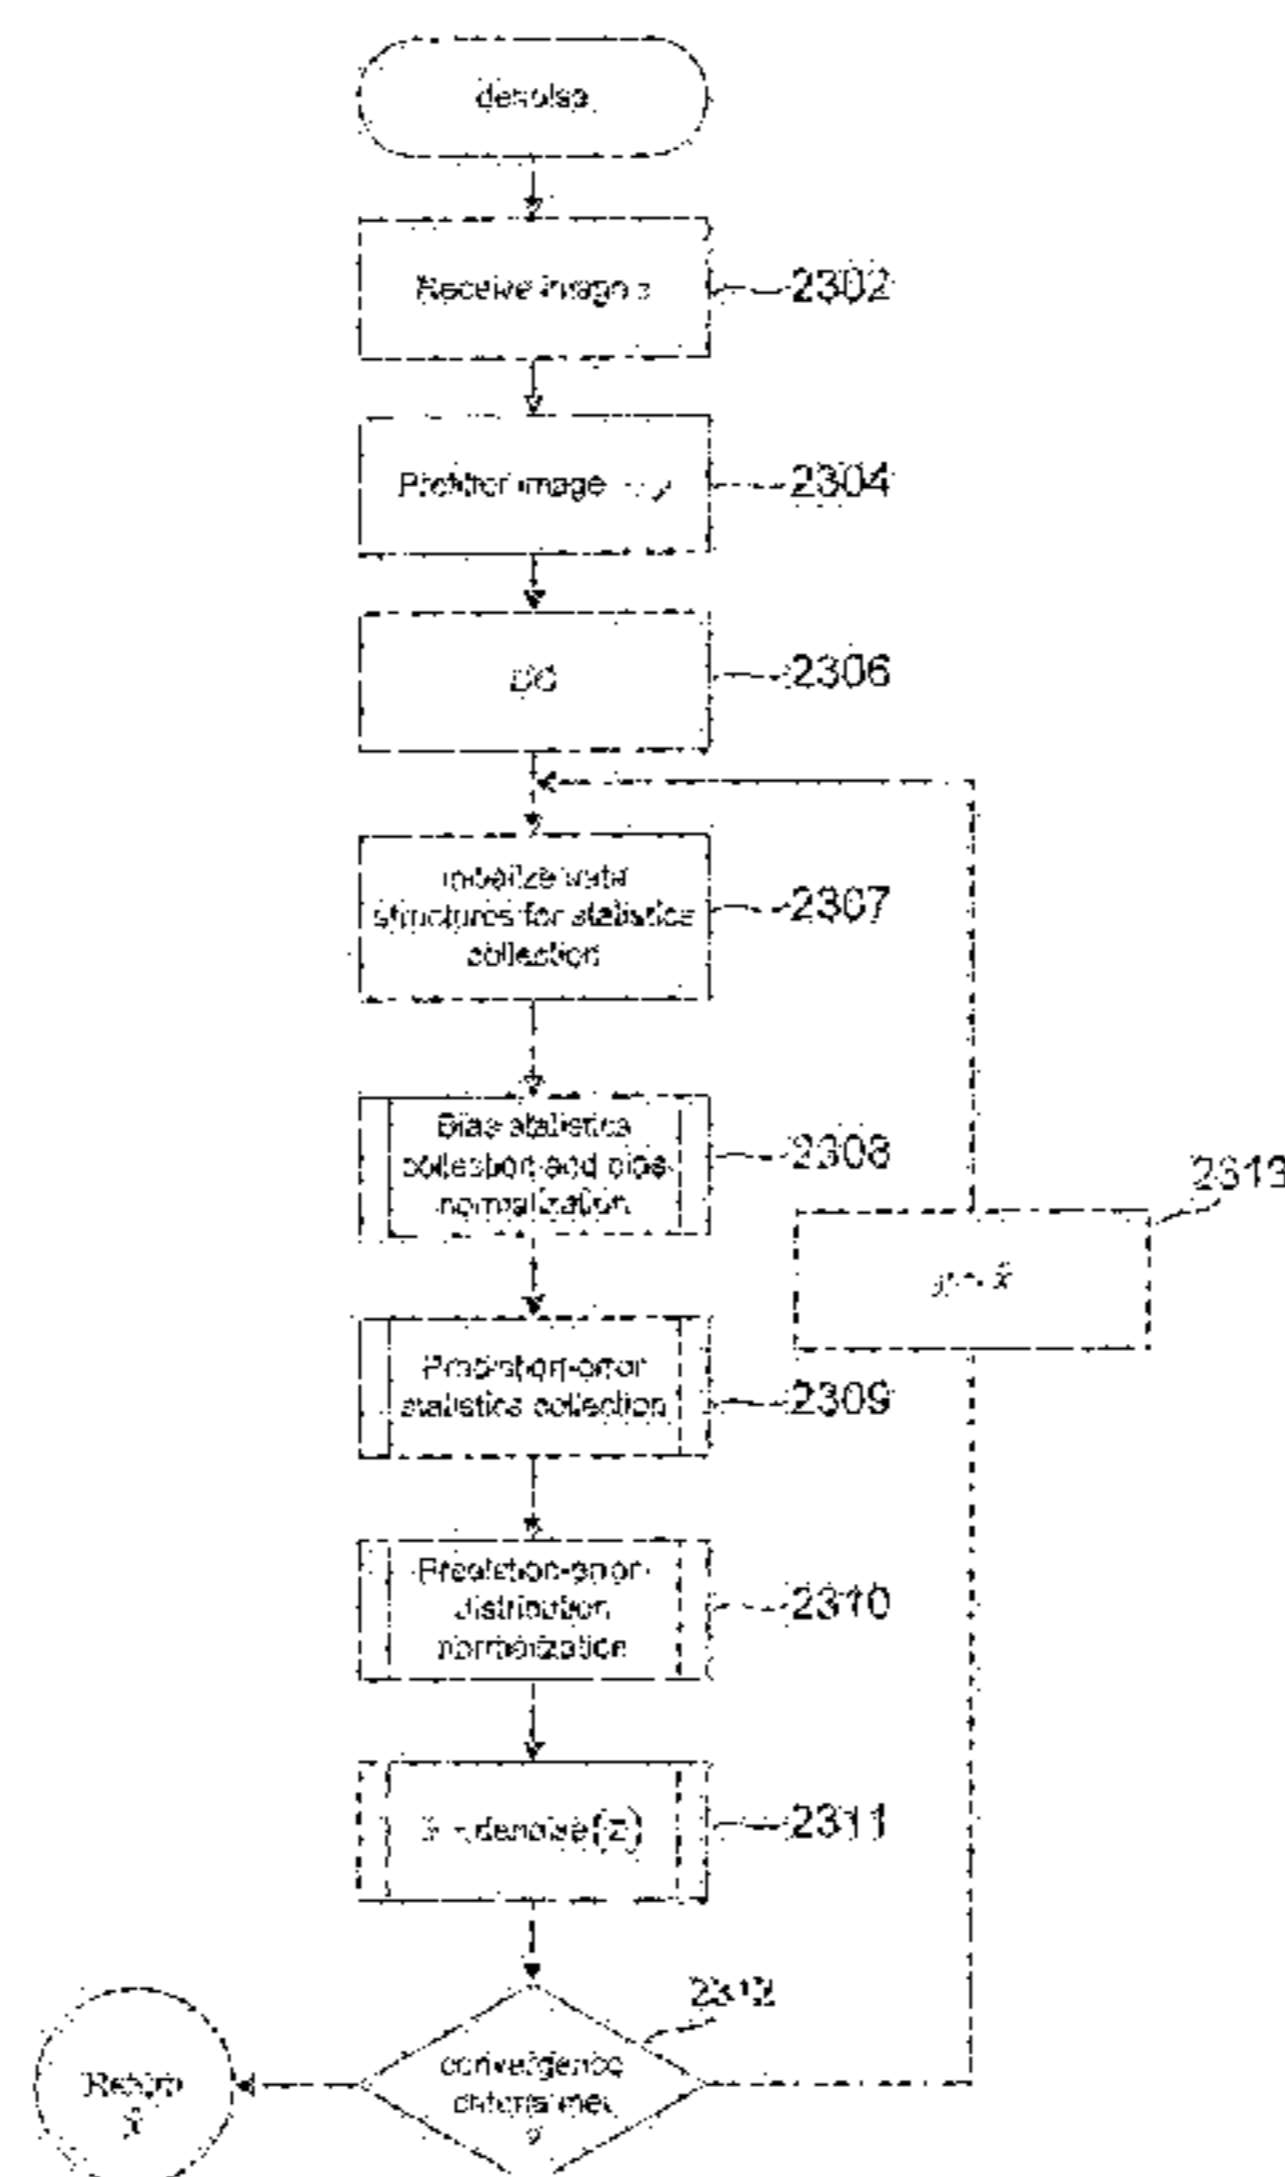 denoise
Receive image z
2302
Prefilter image → y
2304
DC
2306
Initialize data
structures for statistics
collection
2307
Bias statistics
collection and bias
normalization
2308
2313
Prediction-error
statistics collection
2309
Prediction-error
distribution
normalization
2310
denoise(z)
2311
2312
convergence
criteria met
?
Return
x̂